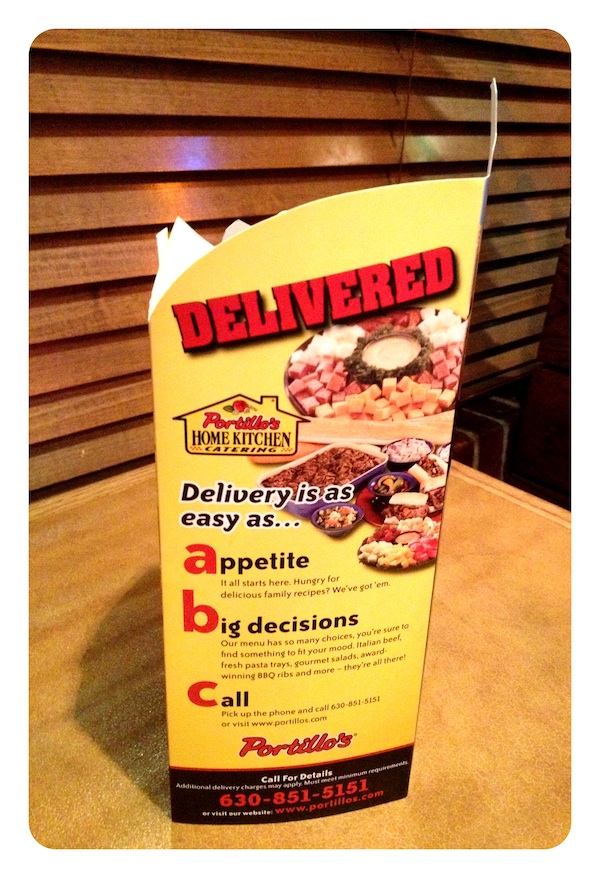 DELIVERED
Portillo's
HOME KITCHEN
CATERING
Delivery is as
easy as...
appetite
It all starts here. Hungry for
delicious family recipes? We've got 'em.
big decisions
Our menu has so many choices, you're sure to
find something to fit your mood. Italian beef,
fresh pasta trays, gourmet salads, award-
winning BBQ ribs and more – they're all there!
call
Pick up the phone and call 630-851-5151
or visit www.portillos.com
Portillo's®
Call For Details
Additional delivery charges may apply. Must meet minimum requirements.
630-851-5151
or visit our website: www.portillos.com